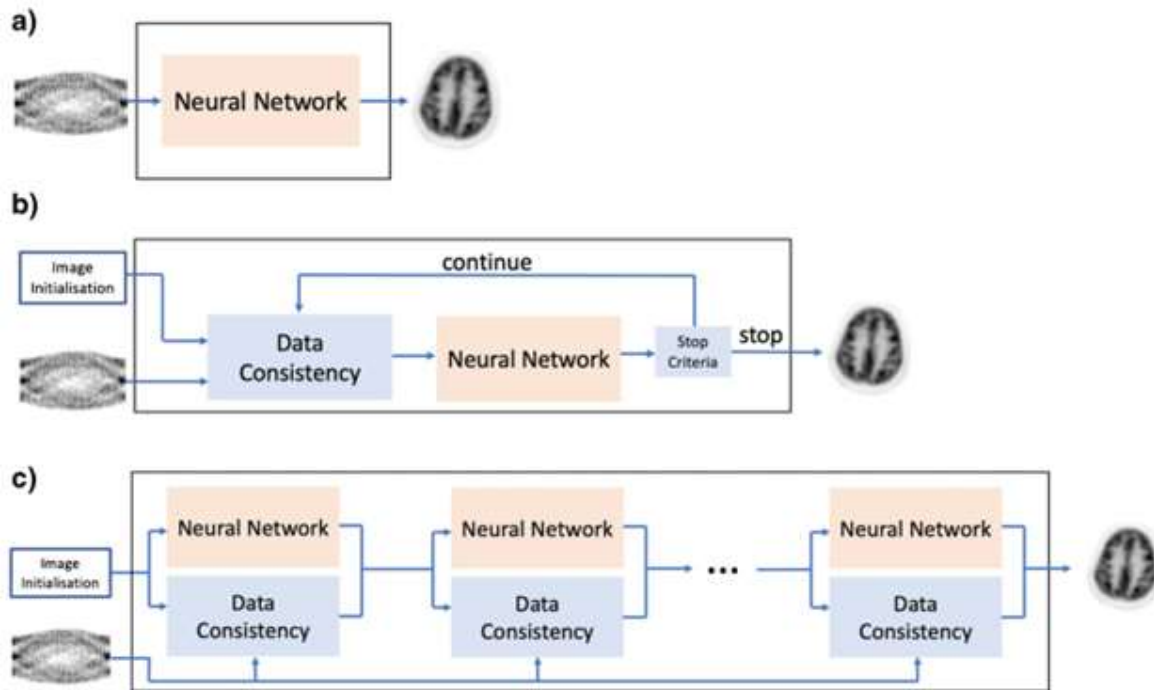 a)
Neural Network
b)
Image
Initialisation
continue
Data
Consistency
Neural Network
Stop
Criteria
stop
c)
Image
Initialisation
Neural Network
Data
Consistency
Neural Network
Data
Consistency
...
Neural Network
Data
Consistency